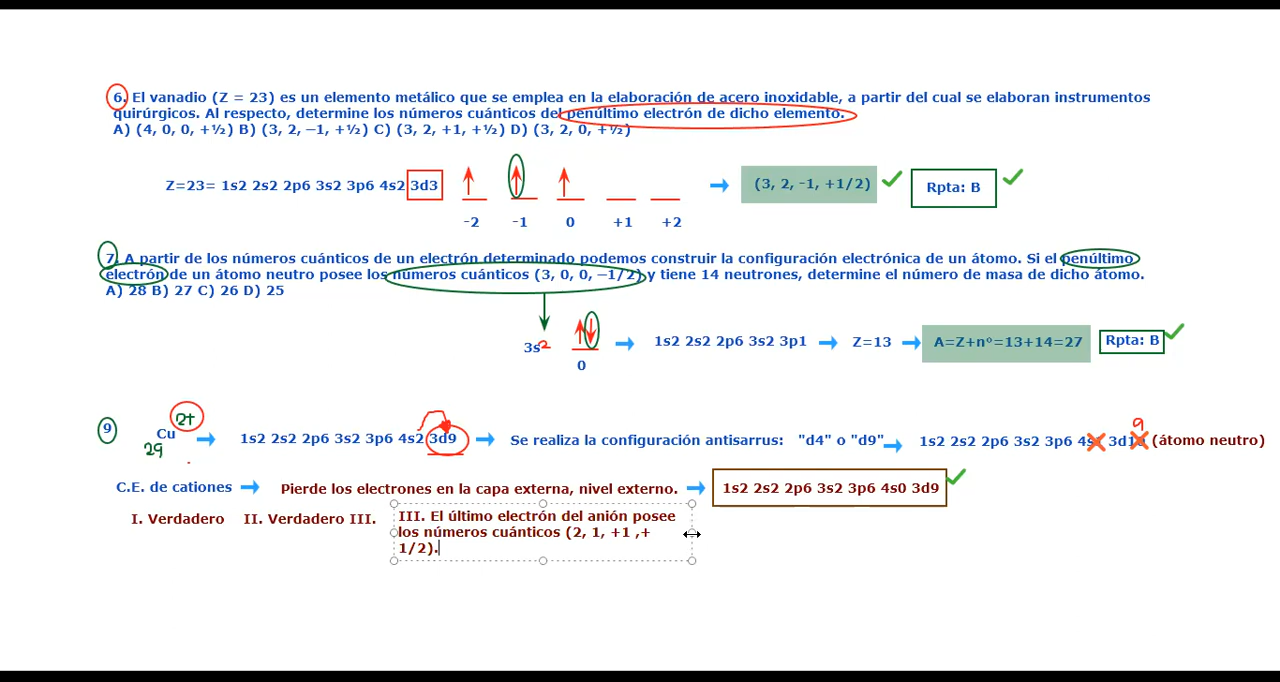 6. El vanadio (Z = 23) es un elemento metálico que se emplea en la elaboración de acero inoxidable, a partir del cual se elaboran instrumentos
quirúrgicos. Al respecto, determine los números cuánticos del penúltimo electrón de dicho elemento.
A) (4, 0, 0, +½) B) (3, 2, −1, +½) C) (3, 2, +1, +½) D) (3, 2, 0, +½)
Z=23= 1s2 2s2 2p6 3s2 3p6 4s2 3d3
-2 -1 0 +1 +2
(3, 2, -1, +1/2)
Rpta: B
7. A partir de los números cuánticos de un electrón determinado podemos construir la configuración electrónica de un átomo. Si el penúltimo
electrón de un átomo neutro posee los números cuánticos (3, 0, 0, −1/2) y tiene 14 neutrones, determine el número de masa de dicho átomo.
A) 28 B) 27 C) 26 D) 25
3s2
0
1s2 2s2 2p6 3s2 3p1
Z=13
A=Z+nº=13+14=27
Rpta: B
9
2+
Cu
29
1s2 2s2 2p6 3s2 3p6 4s2 3d9
Se realiza la configuración antisarrus: "d4" o "d9"
9
1s2 2s2 2p6 3s2 3p6 4s1 3d10 (átomo neutro)
C.E. de cationes
Pierde los electrones en la capa externa, nivel externo.
1s2 2s2 2p6 3s2 3p6 4s0 3d9
I. Verdadero II. Verdadero III.
III. El último electrón del anión posee
los números cuánticos (2, 1, +1 ,+
1/2).